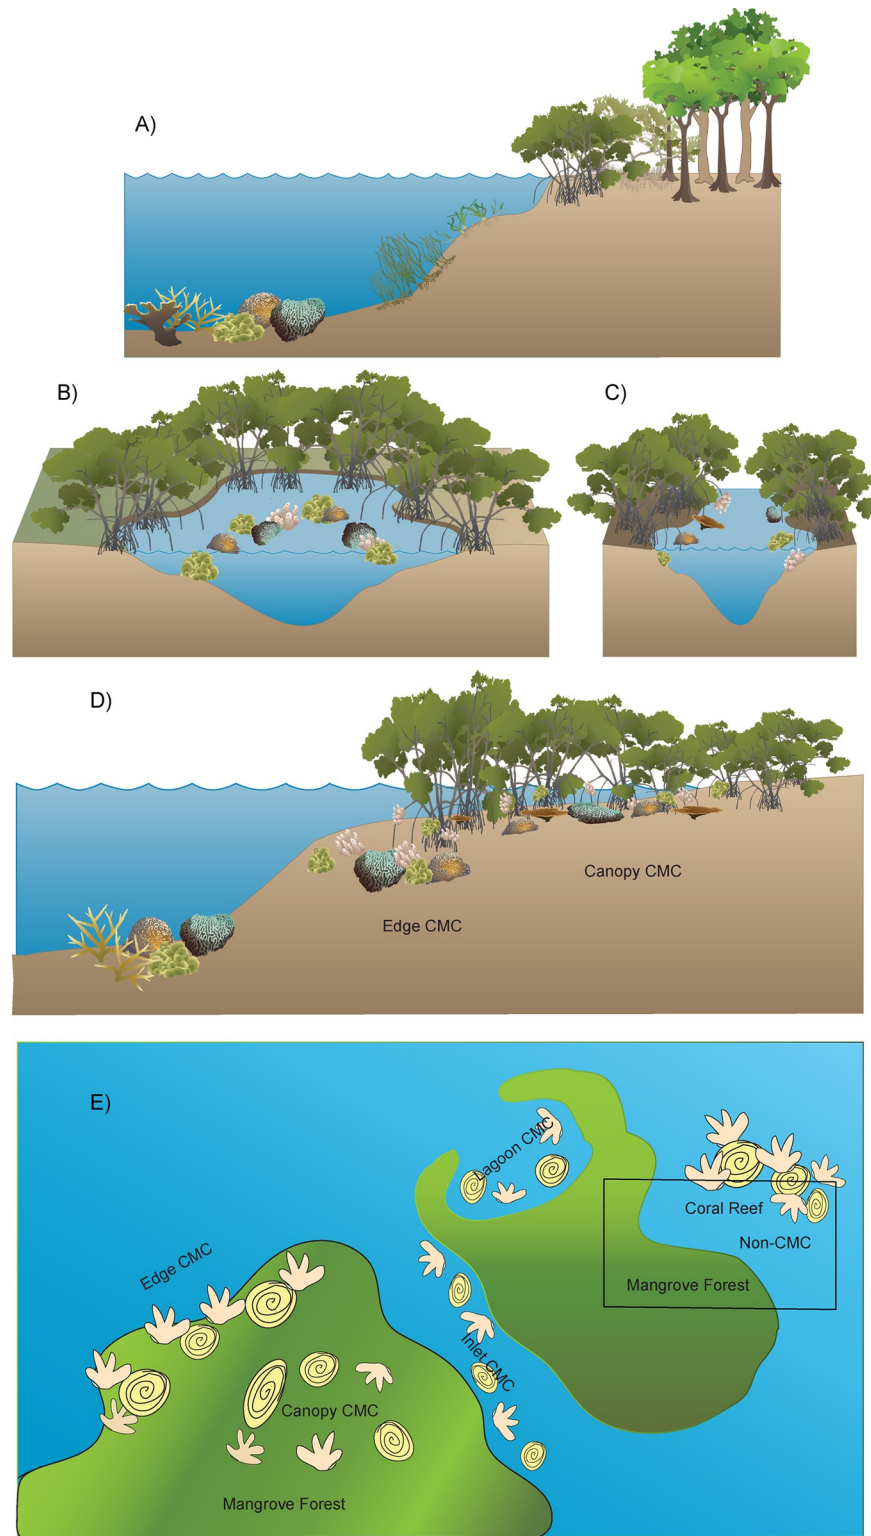 A)
B)
C)
D)
Canopy CMC
Edge CMC
E)
Lagoon CMC
Coral Reef
Non-CMC
Edge CMC
Mangrove Forest
Inlet CMC
Canopy CMC
Mangrove Forest